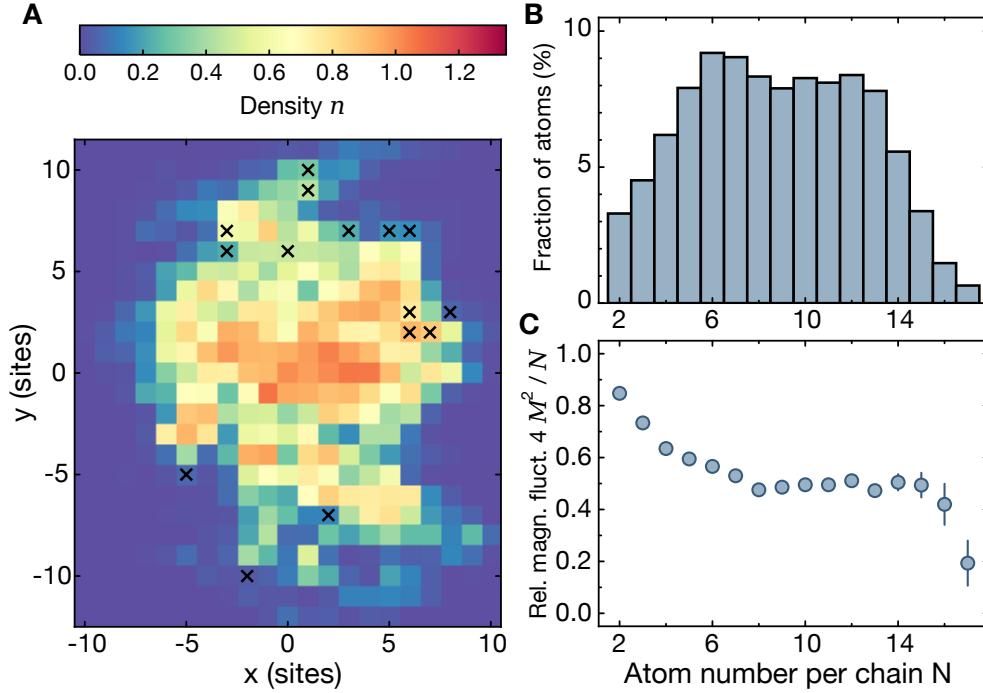 A
0.0 0.2 0.4 0.6 0.8 1.0 1.2
Density n
10
5
0
-5
-10
y (sites)
-10 -5 0 5 10
x (sites)
B
10
5
0
Fraction of atoms (%)
2 6 10 14
C
1.0
0.8
0.6
0.4
0.2
0.0
Rel. magn. fluct. 4 M² / N
2 6 10 14
Atom number per chain N